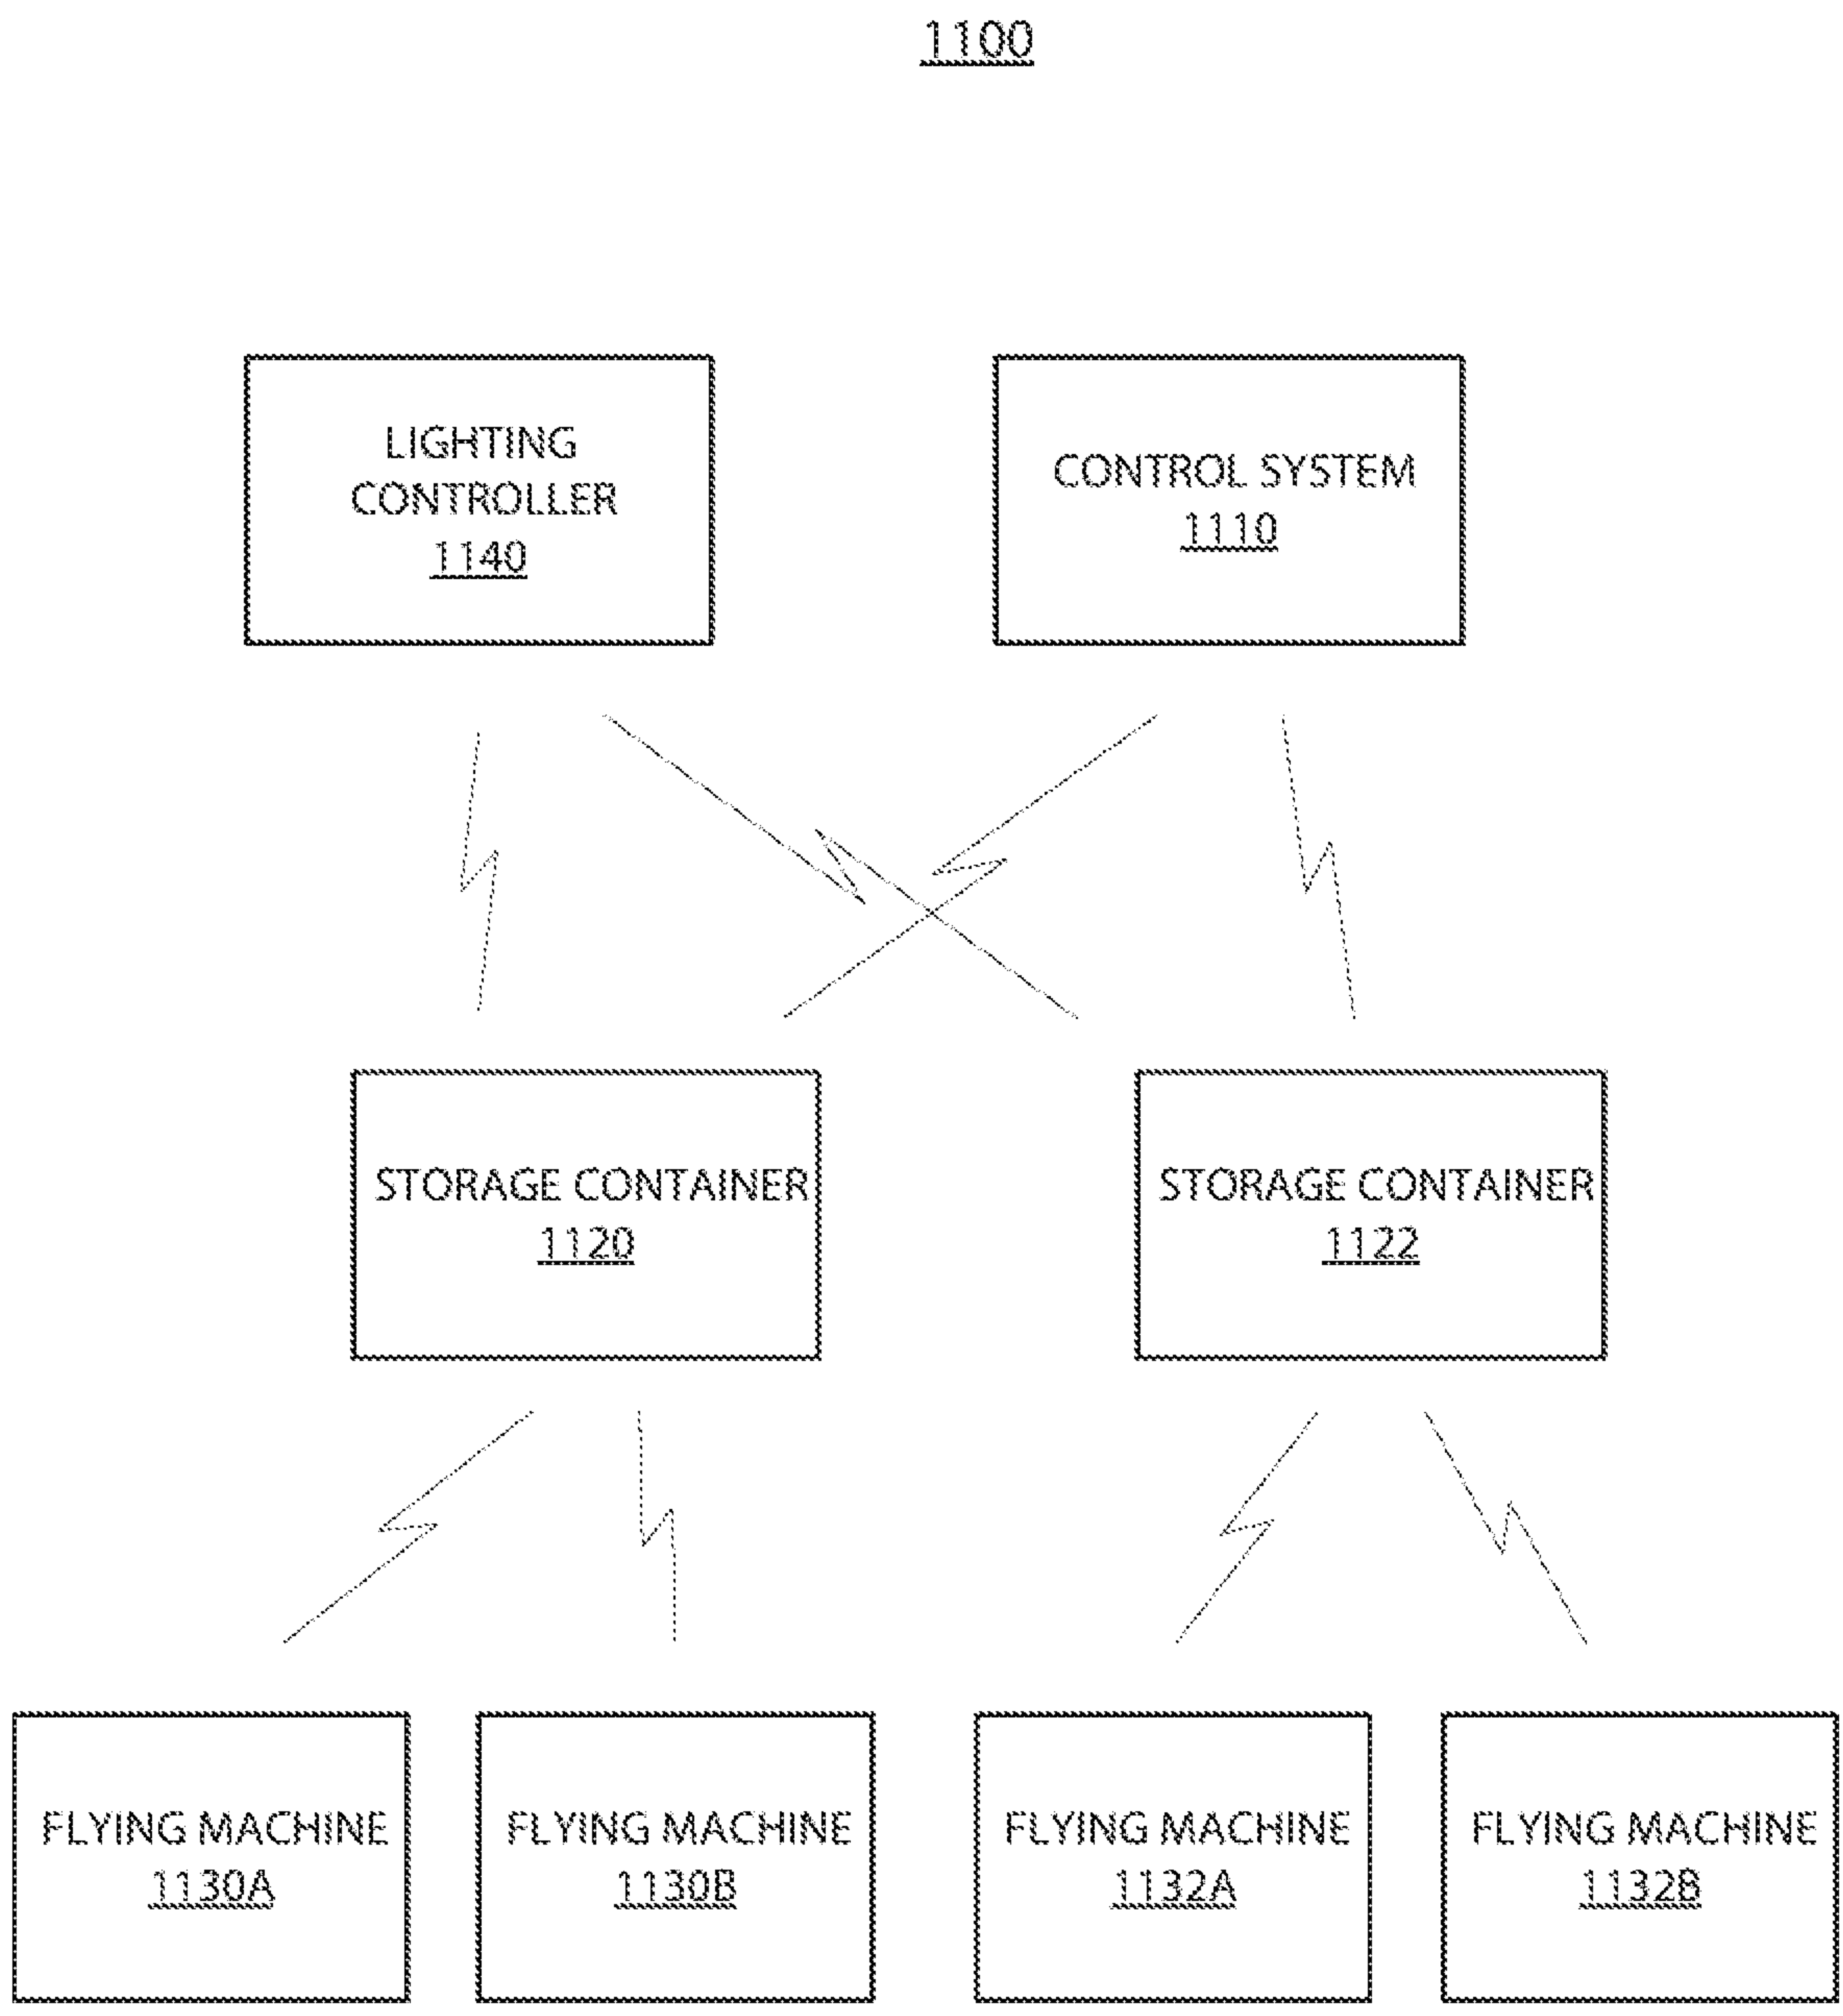 1100
LIGHTING
CONTROLLER
1140
CONTROL SYSTEM
1110
STORAGE CONTAINER
1120
STORAGE CONTAINER
1122
FLYING MACHINE
1130A
FLYING MACHINE
1130B
FLYING MACHINE
1132A
FLYING MACHINE
1132B